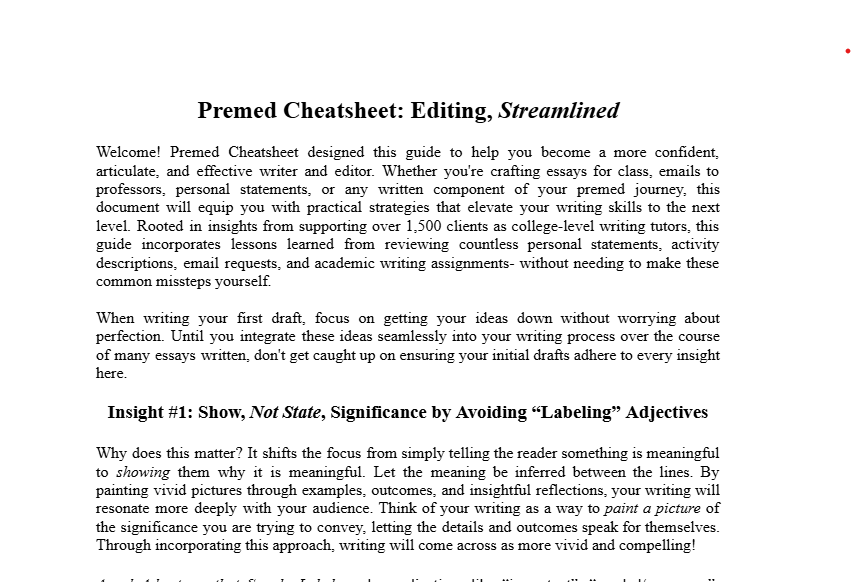 Premed Cheatsheet: Editing, Streamlined
Welcome! Premed Cheatsheet designed this guide to help you become a more confident,
articulate, and effective writer and editor. Whether you're crafting essays for class, emails to
professors, personal statements, or any written component of your premed journey, this
document will equip you with practical strategies that elevate your writing skills to the next
level. Rooted in insights from supporting over 1,500 clients as college-level writing tutors, this
guide incorporates lessons learned from reviewing countless personal statements, activity
descriptions, email requests, and academic writing assignments- without needing to make these
common missteps yourself.
When writing your first draft, focus on getting your ideas down without worrying about
perfection. Until you integrate these ideas seamlessly into your writing process over the course
of many essays written, don't get caught up on ensuring your initial drafts adhere to every insight
here.
Insight #1: Show, Not State, Significance by Avoiding “Labeling” Adjectives
Why does this matter? It shifts the focus from simply telling the reader something is meaningful
to showing them why it is meaningful. Let the meaning be inferred between the lines. By
painting vivid pictures through examples, outcomes, and insightful reflections, your writing will
resonate more deeply with your audience. Think of your writing as a way to paint a picture of
the significance you are trying to convey, letting the details and outcomes speak for themselves.
Through incorporating this approach, writing will come across as more vivid and compelling!